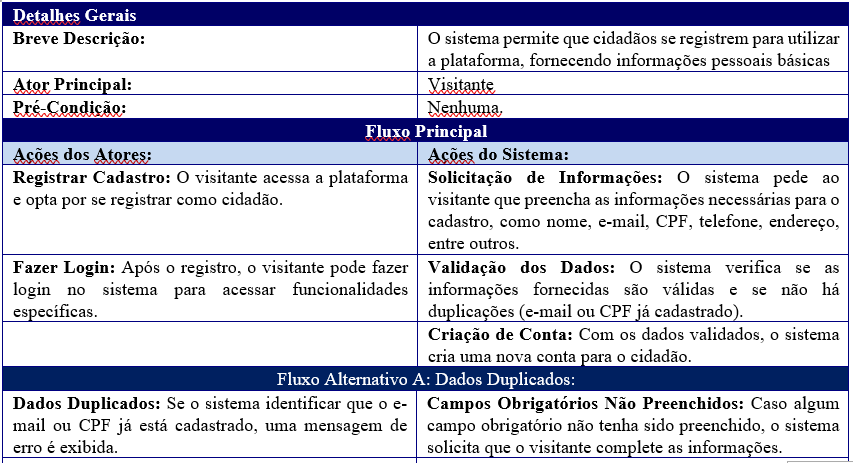 Detalhes Gerais
Breve Descrição:
O sistema permite que cidadãos se registrem para utilizar
a plataforma, fornecendo informações pessoais básicas
Ator Principal:
Visitante
Pré-Condição:
Nenhuma.
Fluxo Principal
Ações dos Atores:
Ações do Sistema:
Registrar Cadastro: O visitante acessa a plataforma
e opta por se registrar como cidadão.
Solicitação de Informações: O sistema pede ao
visitante que preencha as informações necessárias para o
cadastro, como nome, e-mail, CPF, telefone, endereço,
entre outros.
Fazer Login: Após o registro, o visitante pode fazer
login no sistema para acessar funcionalidades
específicas.
Validação dos Dados: O sistema verifica se as
informações fornecidas são válidas e se não há
duplicações (e-mail ou CPF já cadastrado).
Criação de Conta: Com os dados validados, o sistema
cria uma nova conta para o cidadão.
Fluxo Alternativo A: Dados Duplicados:
Dados Duplicados: Se o sistema identificar que o e-
mail ou CPF já está cadastrado, uma mensagem de
erro é exibida.
Campos Obrigatórios Não Preenchidos: Caso algum
campo obrigatório não tenha sido preenchido, o sistema
solicita que o visitante complete as informações.